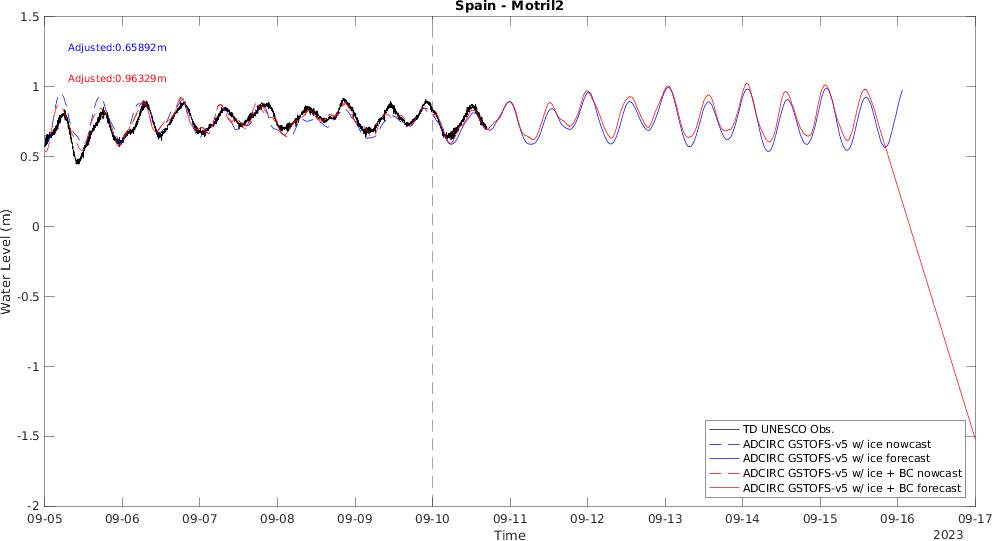 Spain - Motril2
Adjusted:0.65892m
Adjusted:0.96329m
Water Level (m)
1.5
1
0.5
0
-0.5
-1
-1.5
-2
TD UNESCO Obs.
ADCIRC GSTOFS-v5 w/ ice nowcast
ADCIRC GSTOFS-v5 w/ ice forecast
ADCIRC GSTOFS-v5 w/ ice + BC nowcast
ADCIRC GSTOFS-v5 w/ ice + BC forecast
09-05 09-06 09-07 09-08 09-09 09-10 09-11 09-12 09-13 09-14 09-15 09-16 09-17
Time
2023